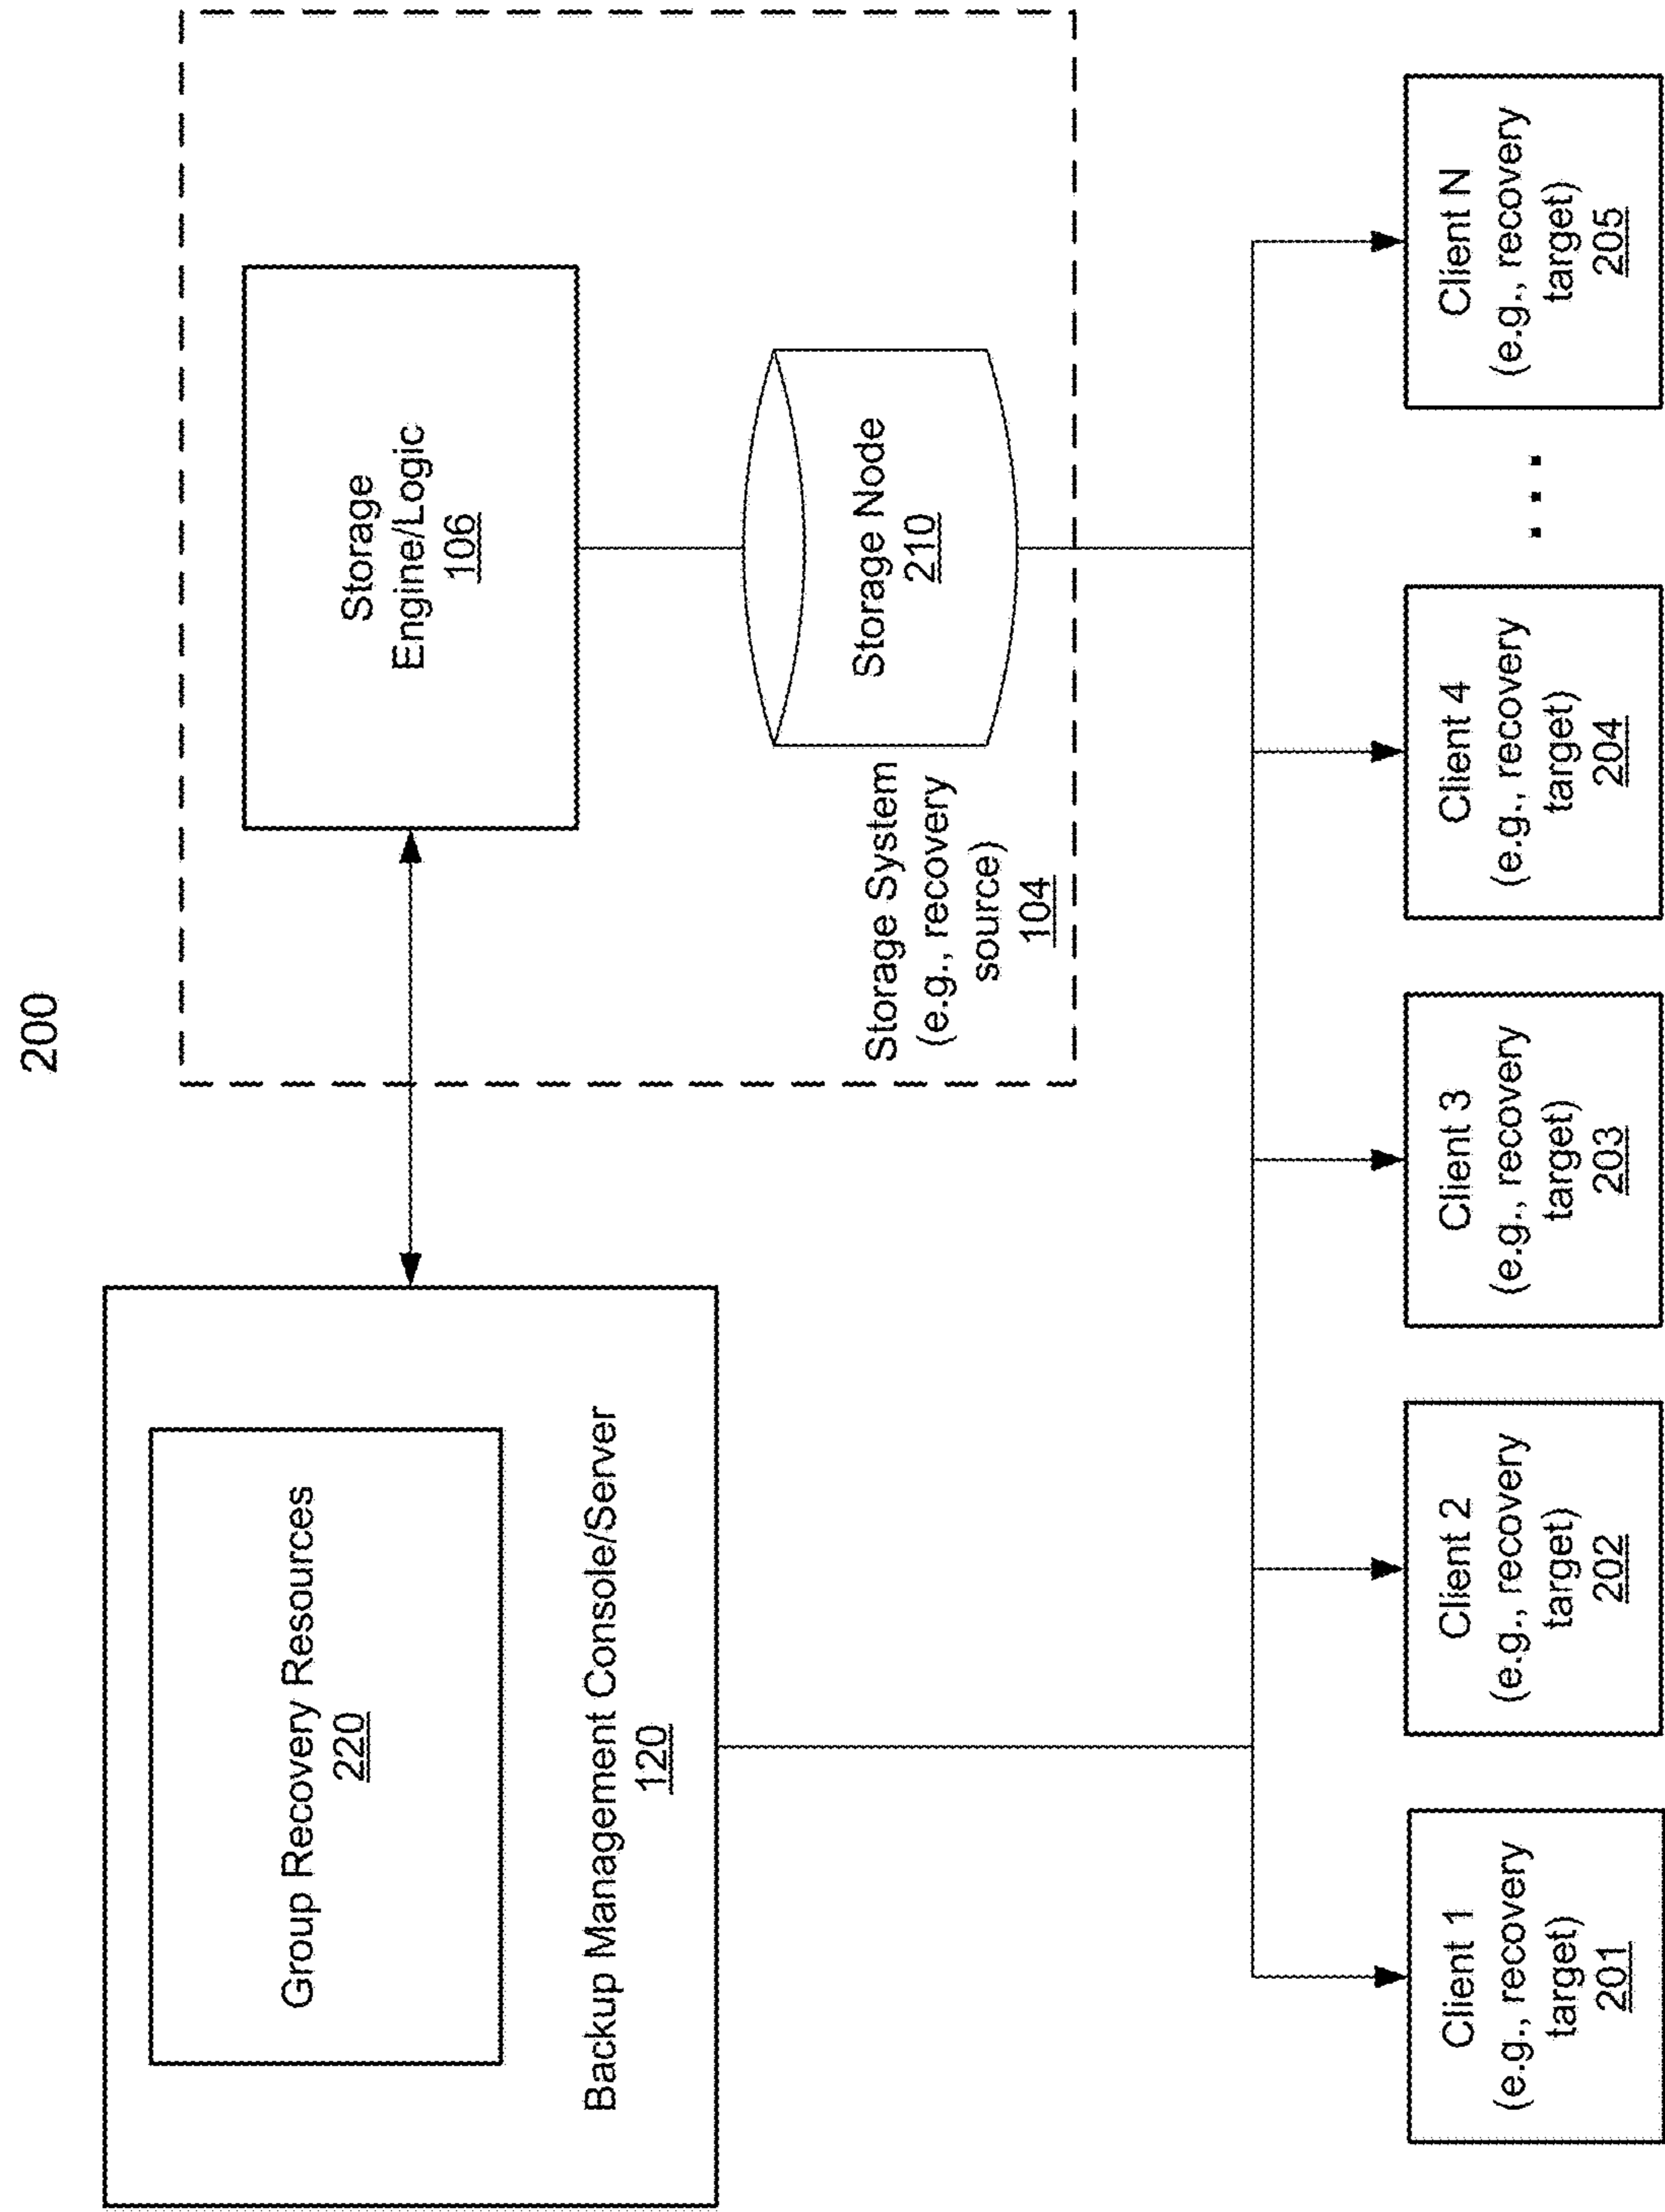 200
Group Recovery Resources
220
Backup Management Console/Server
120
Storage
Engine/Logic
106
Storage Node
210
Storage System
(e.g., recovery
source)
104
Client 1
(e.g., recovery
target)
201
Client 2
(e.g., recovery
target)
202
Client 3
(e.g., recovery
target)
203
Client 4
(e.g., recovery
target)
204
...
Client N
(e.g., recovery
target)
205